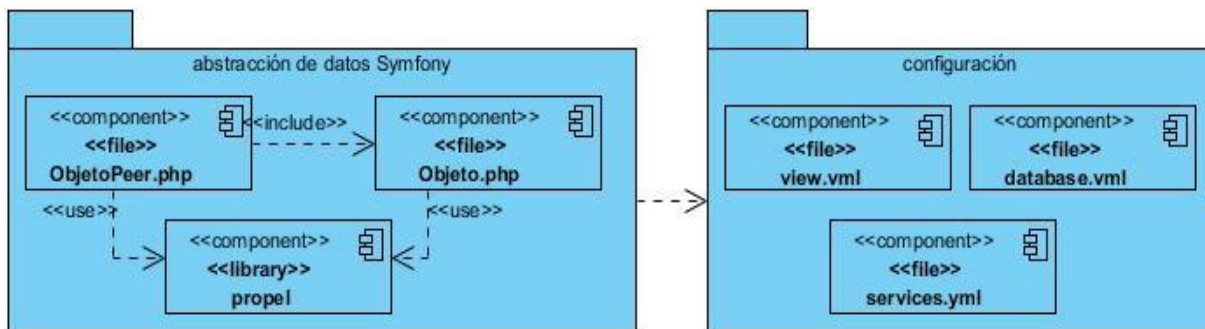 abstracción de datos Symfony
<<component>>
<<file>>
ObjetoPeer.php
<<include>>
<<component>>
<<file>>
Objeto.php
<<use>>
<<use>>
<<component>>
<<library>>
propel
configuración
<<component>>
<<file>>
view.vml
<<component>>
<<file>>
database.vml
<<component>>
<<file>>
services.yml